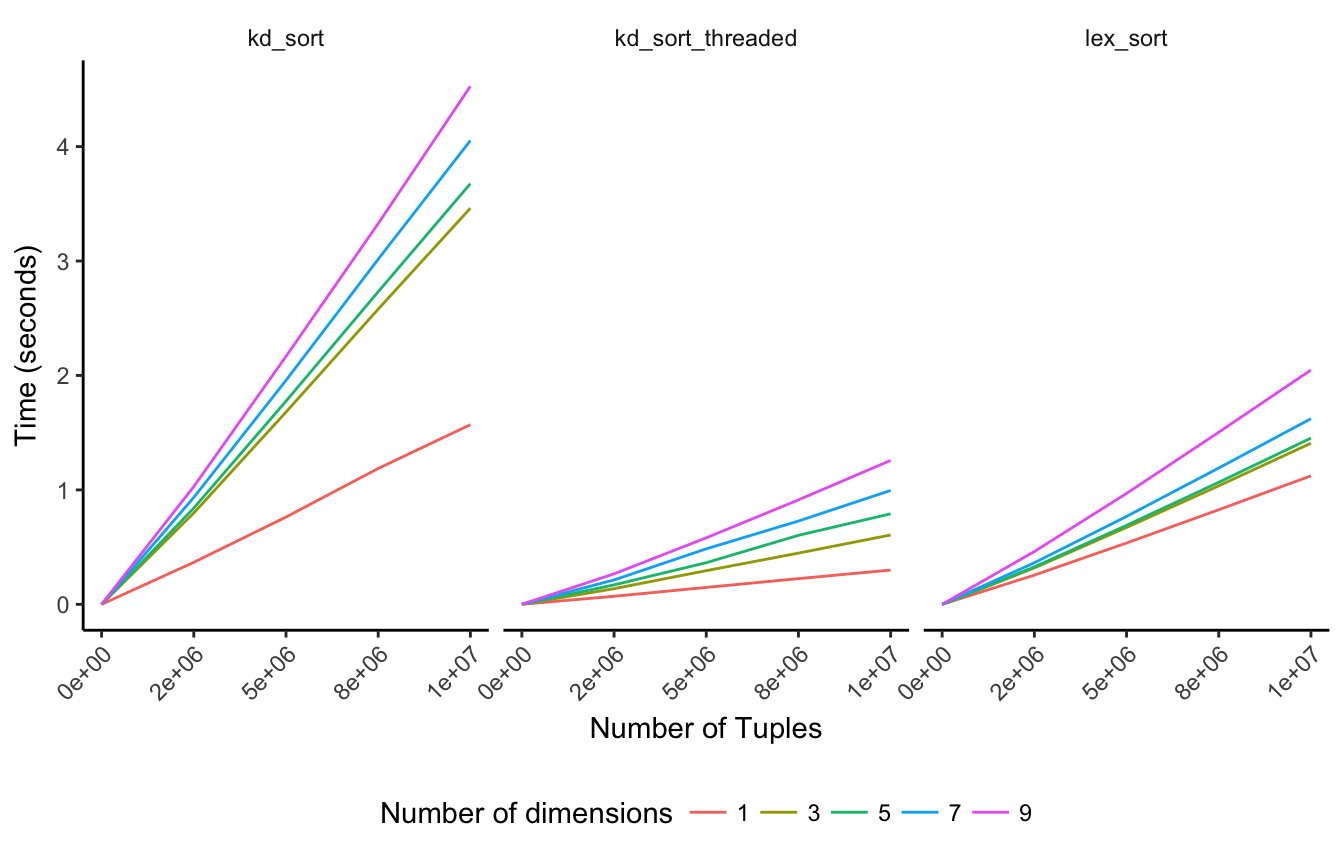 kd_sort kd_sort_threaded lex_sort
Time (seconds)
4
3
2
1
0
0e+00 2e+06 5e+06 8e+06 1e+07 0e+00 2e+06 5e+06 8e+06 1e+07 0e+00 2e+06 5e+06 8e+06 1e+07
Number of Tuples
Number of dimensions 1 3 5 7 9